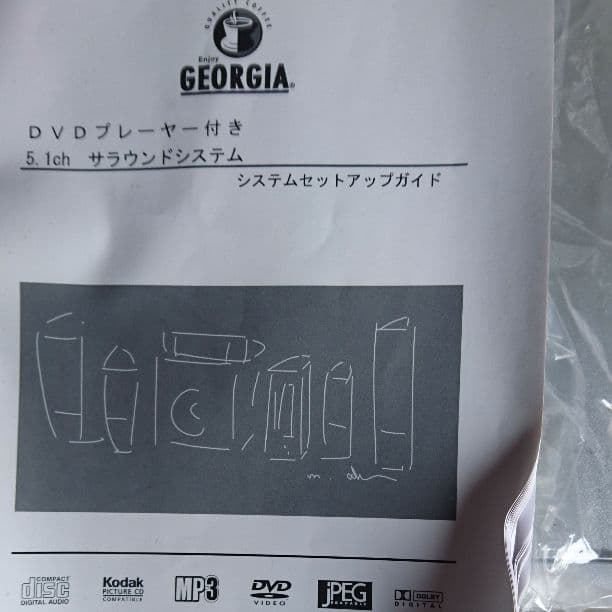 QUALITY COFFEE
Enjoy
GEORGIA®
DVDプレーヤー付き
5.1ch サラウンドシステム
システムセットアップガイド
COMPACT
disc
DIGITAL AUDIO
Kodak
PICTURE CD
COMPATIBLE
MP3
DVD
VIDEO
JPEG
DOLBY
DIGITAL